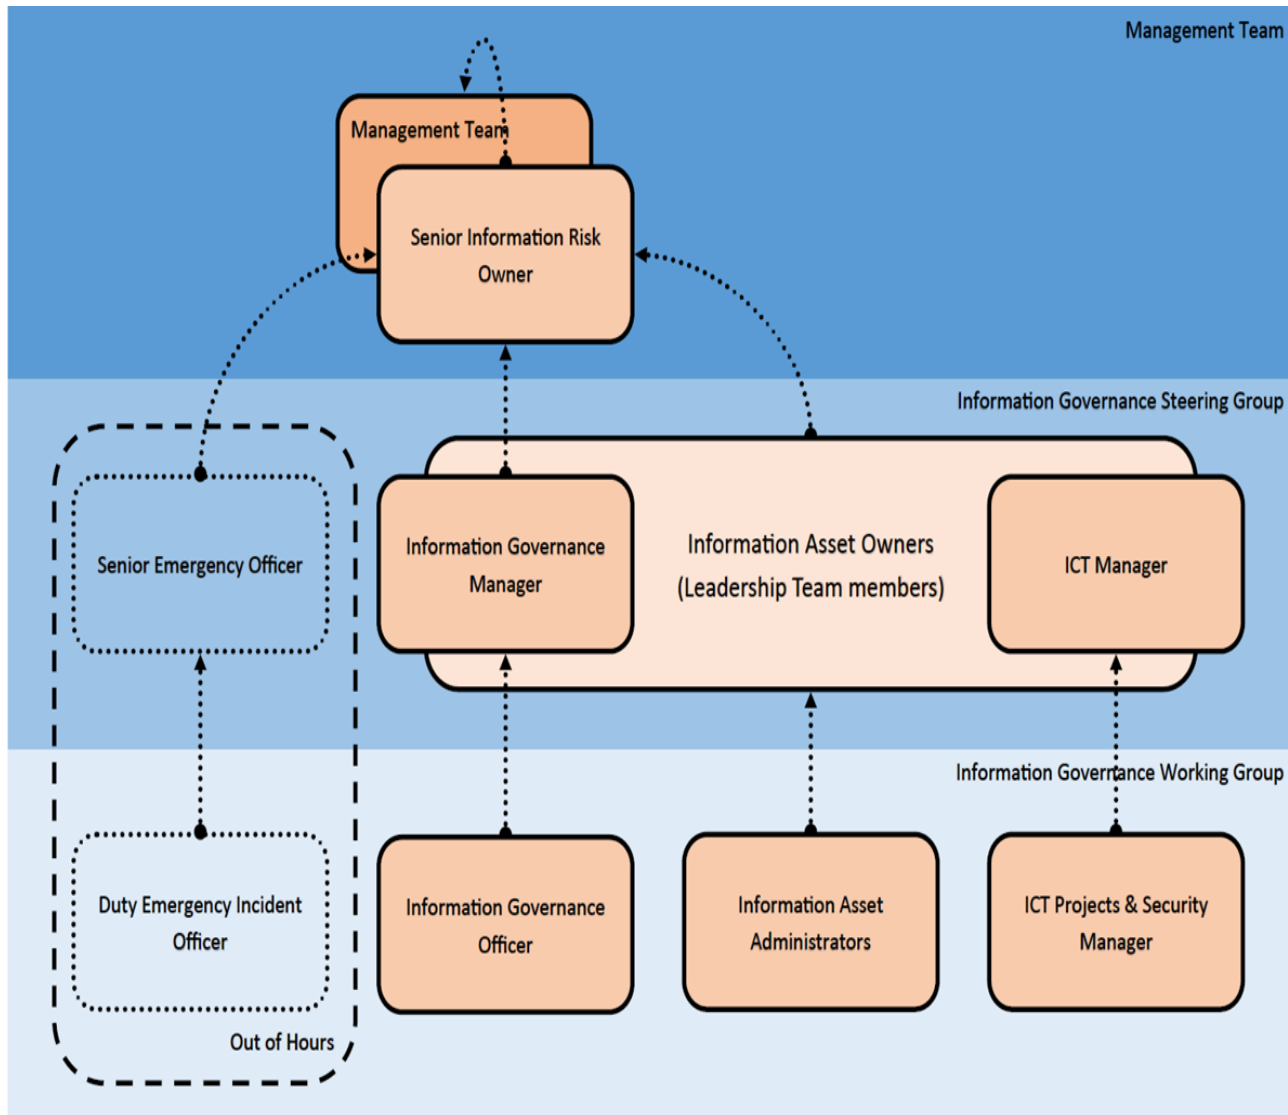 Management Team
Management Team
Senior Information Risk
Owner
Information Governance Steering Group
Senior Emergency Officer
Information Governance
Manager
Information Asset Owners
(Leadership Team members)
ICT Manager
Information Governance Working Group
Duty Emergency Incident
Officer
Information Governance
Officer
Information Asset
Administrators
ICT Projects & Security
Manager
Out of Hours